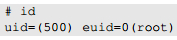 # id
uid=(500) euid=0(root)